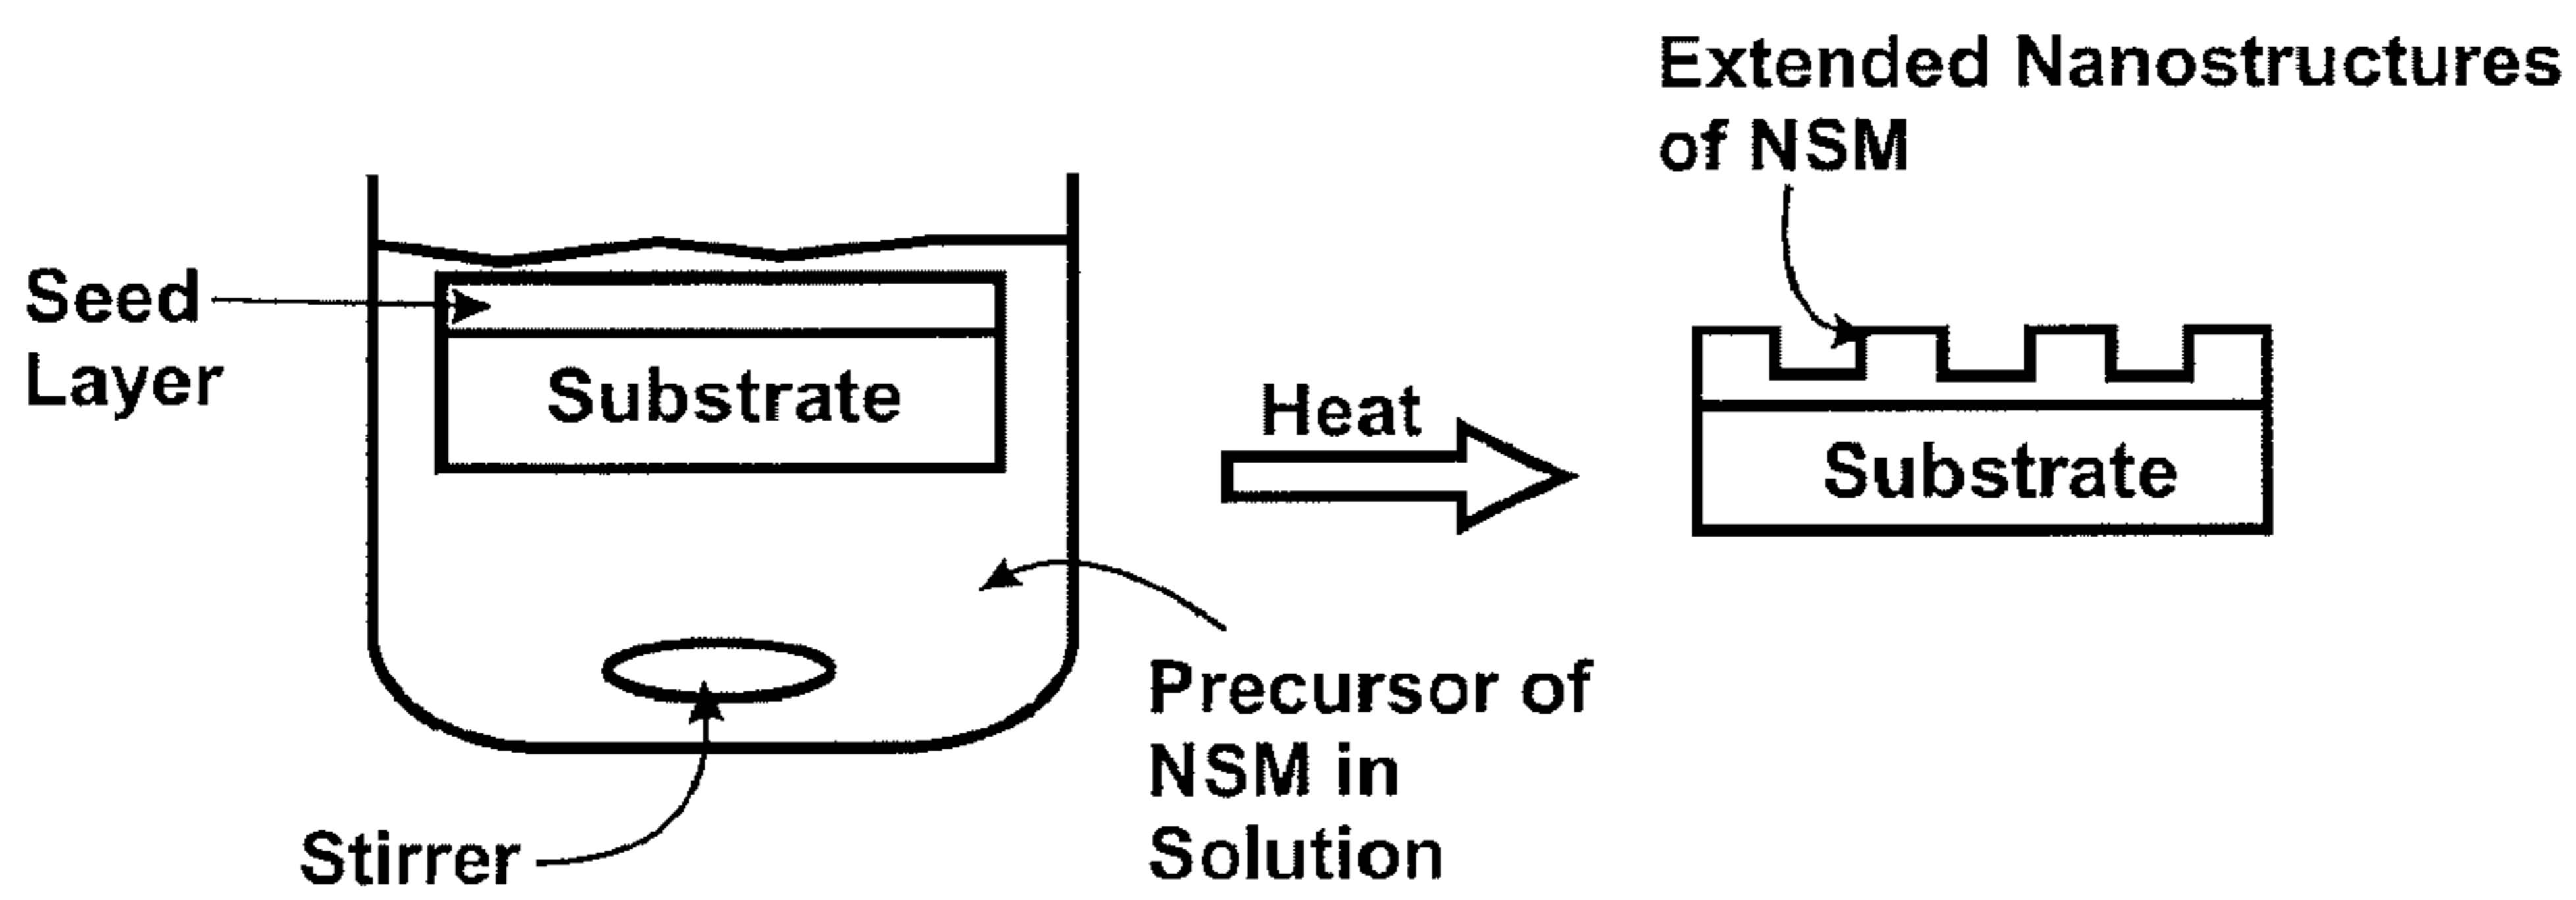 Extended Nanostructures
of NSM
Seed
Layer
Substrate
Heat
Substrate
Precursor of
NSM in
Solution
Stirrer